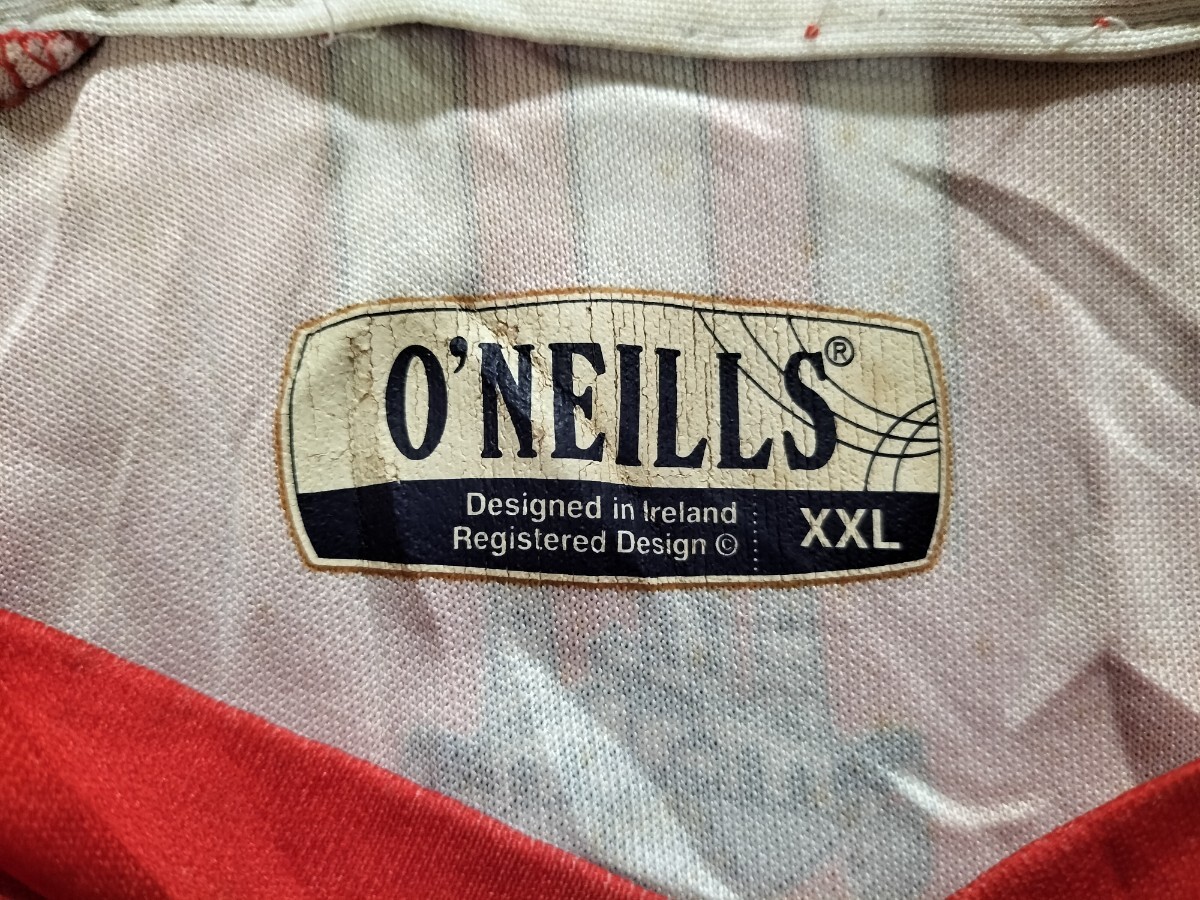 O'NEILLS®
Designed in Ireland
Registered Design ©
XXL